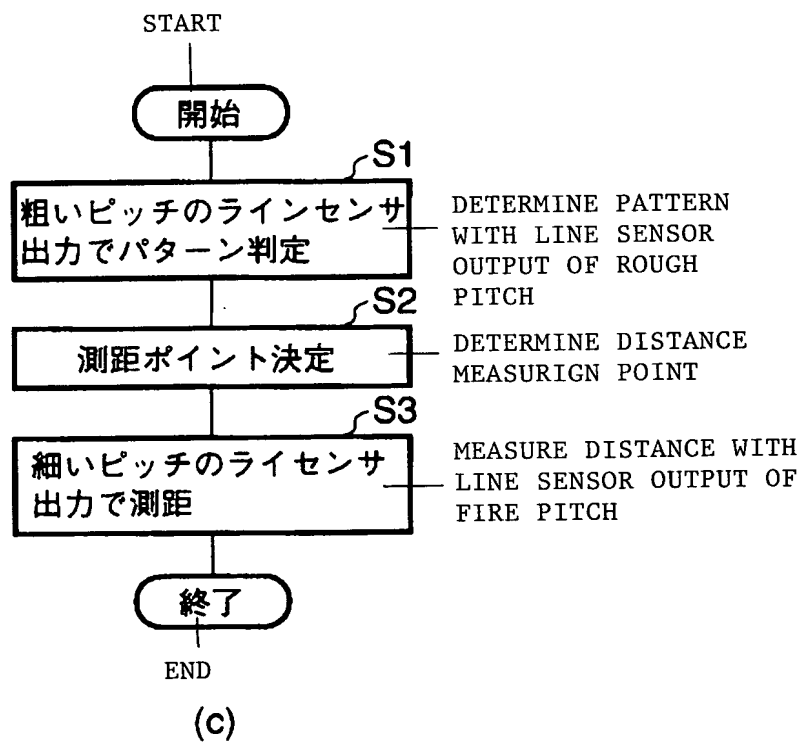 START
開始
S1
粗いピッチのラインセンサ
出力でパターン判定
DETERMINE PATTERN
WITH LINE SENSOR
OUTPUT OF ROUGH
PITCH
S2
測距ポイント決定
DETERMINE DISTANCE
MEASURIGN POINT
S3
細いピッチのライセンサ
出力で測距
MEASURE DISTANCE WITH
LINE SENSOR OUTPUT OF
FIRE PITCH
終了
END
(c)